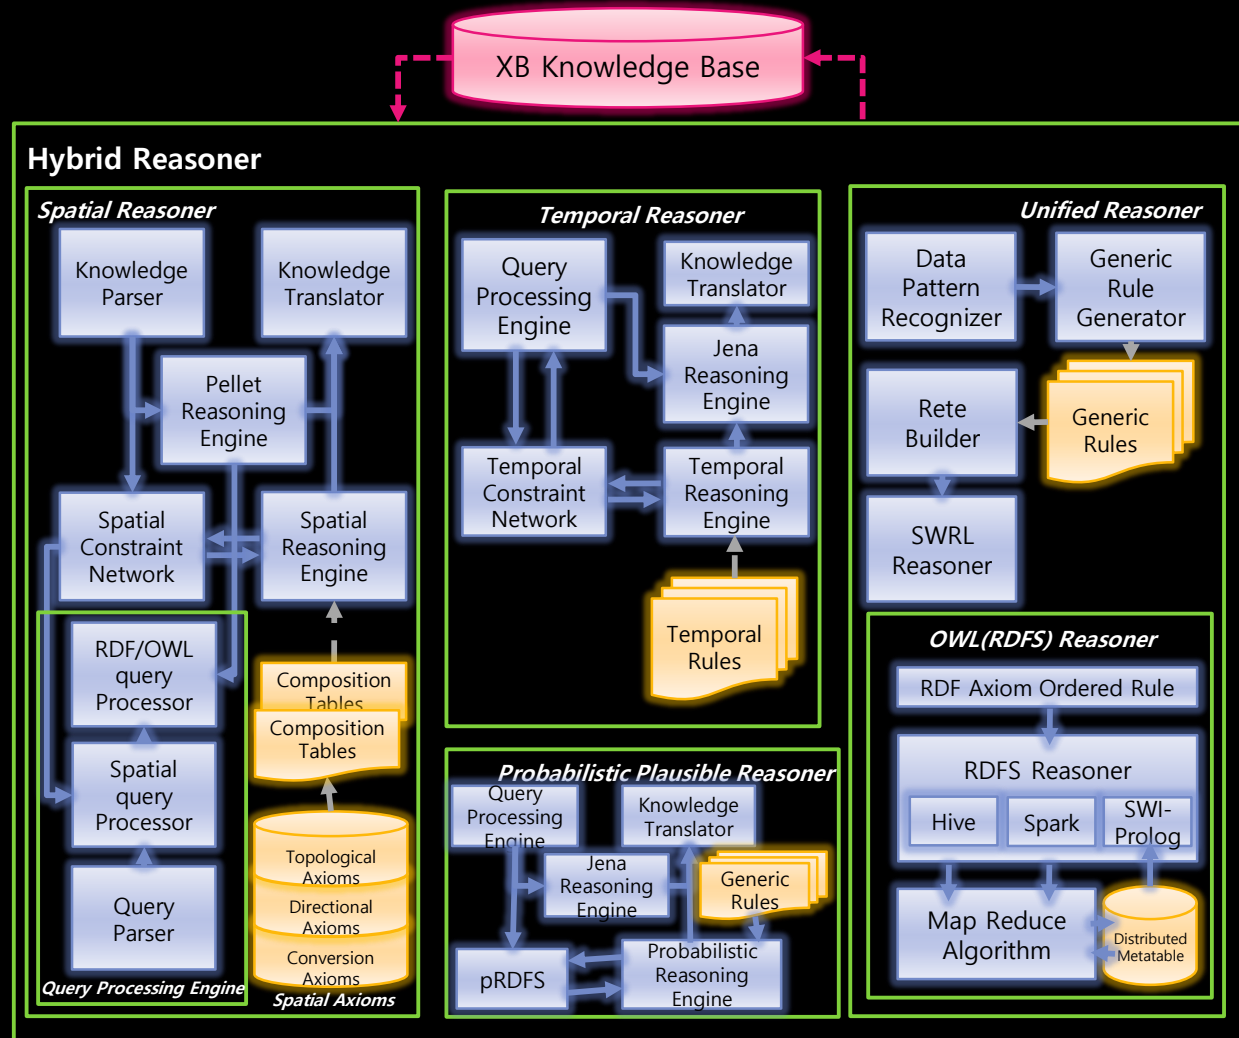 XB Knowledge Base
Hybrid Reasoner
Spatial Reasoner
Knowledge
Parser
Knowledge
Translator
Pellet
Reasoning
Engine
Spatial
Constraint
Network
Spatial
Reasoning
Engine
RDF/OWL
query
Processor
Spatial
query
Processor
Query
Parser
Query Processing Engine
Composition
Tables
Composition
Tables
Topological
Axioms
Directional
Axioms
Conversion
Axioms
Spatial Axioms
Temporal Reasoner
Query
Processing
Engine
Knowledge
Translator
Jena
Reasoning
Engine
Temporal
Constraint
Network
Temporal
Reasoning
Engine
Temporal
Rules
Probabilistic Plausible Reasoner
Query
Processing
Engine
Knowledge
Translator
Jena
Reasoning
Engine
Generic
Rules
pRDFS
Probabilistic
Reasoning
Engine
Unified Reasoner
Data
Pattern
Recognizer
Generic
Rule
Generator
Rete
Builder
Generic
Rules
SWRL
Reasoner
OWL(RDFS) Reasoner
RDF Axiom Ordered Rule
RDFS Reasoner
Hive
Spark
SWI-
Prolog
Map Reduce
Algorithm
Distributed
Metatable